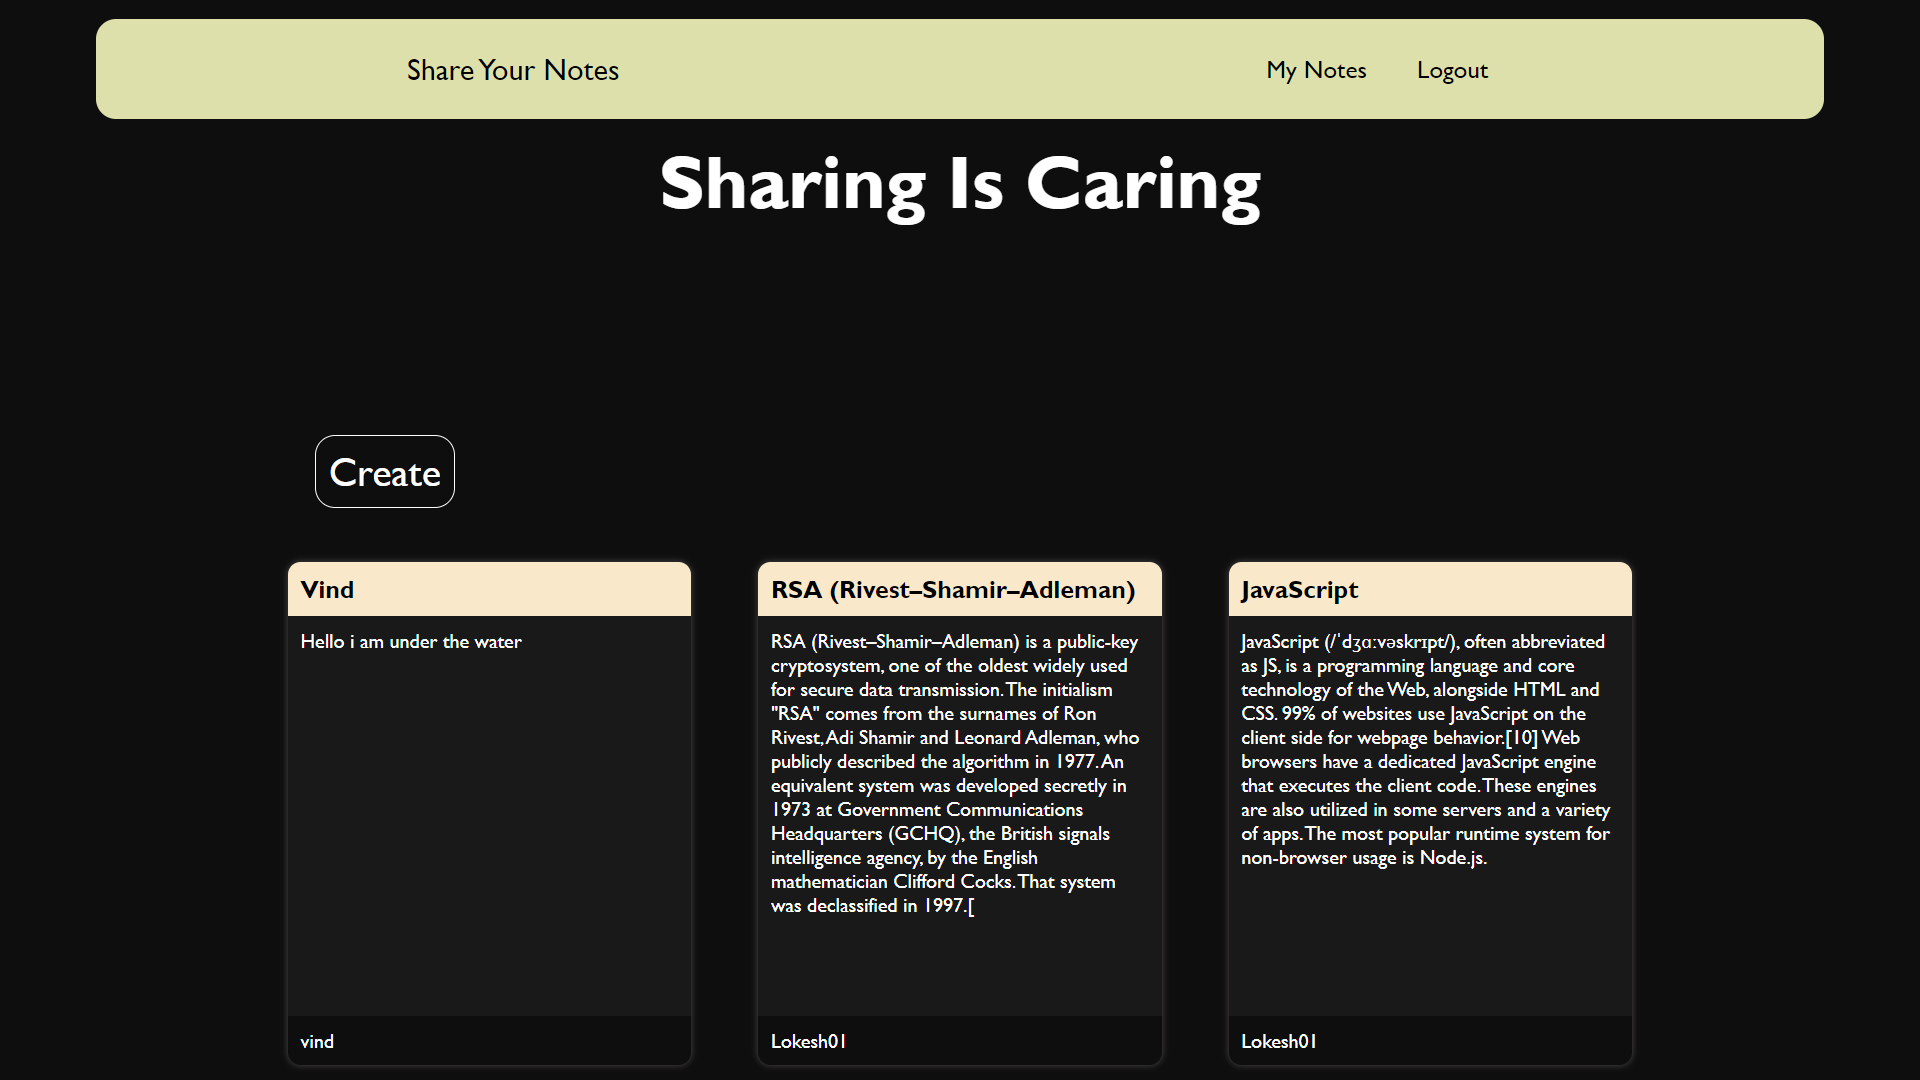 Share Your Notes
My Notes
Logout
Sharing Is Caring
Create
Vind
Hello i am under the water
vind
RSA (Rivest–Shamir–Adleman)
RSA (Rivest–Shamir–Adleman) is a public-key
cryptosystem, one of the oldest widely used
for secure data transmission. The initialism
"RSA" comes from the surnames of Ron
Rivest, Adi Shamir and Leonard Adleman, who
publicly described the algorithm in 1977. An
equivalent system was developed secretly in
1973 at Government Communications
Headquarters (GCHQ), the British signals
intelligence agency, by the English
mathematician Clifford Cocks. That system
was declassified in 1997.[
Lokesh01
JavaScript
JavaScript (/ˈdʒɑːvəskrɪpt/), often abbreviated
as JS, is a programming language and core
technology of the Web, alongside HTML and
CSS. 99% of websites use JavaScript on the
client side for webpage behavior.[10] Web
browsers have a dedicated JavaScript engine
that executes the client code. These engines
are also utilized in some servers and a variety
of apps. The most popular runtime system for
non-browser usage is Node.js.
Lokesh01